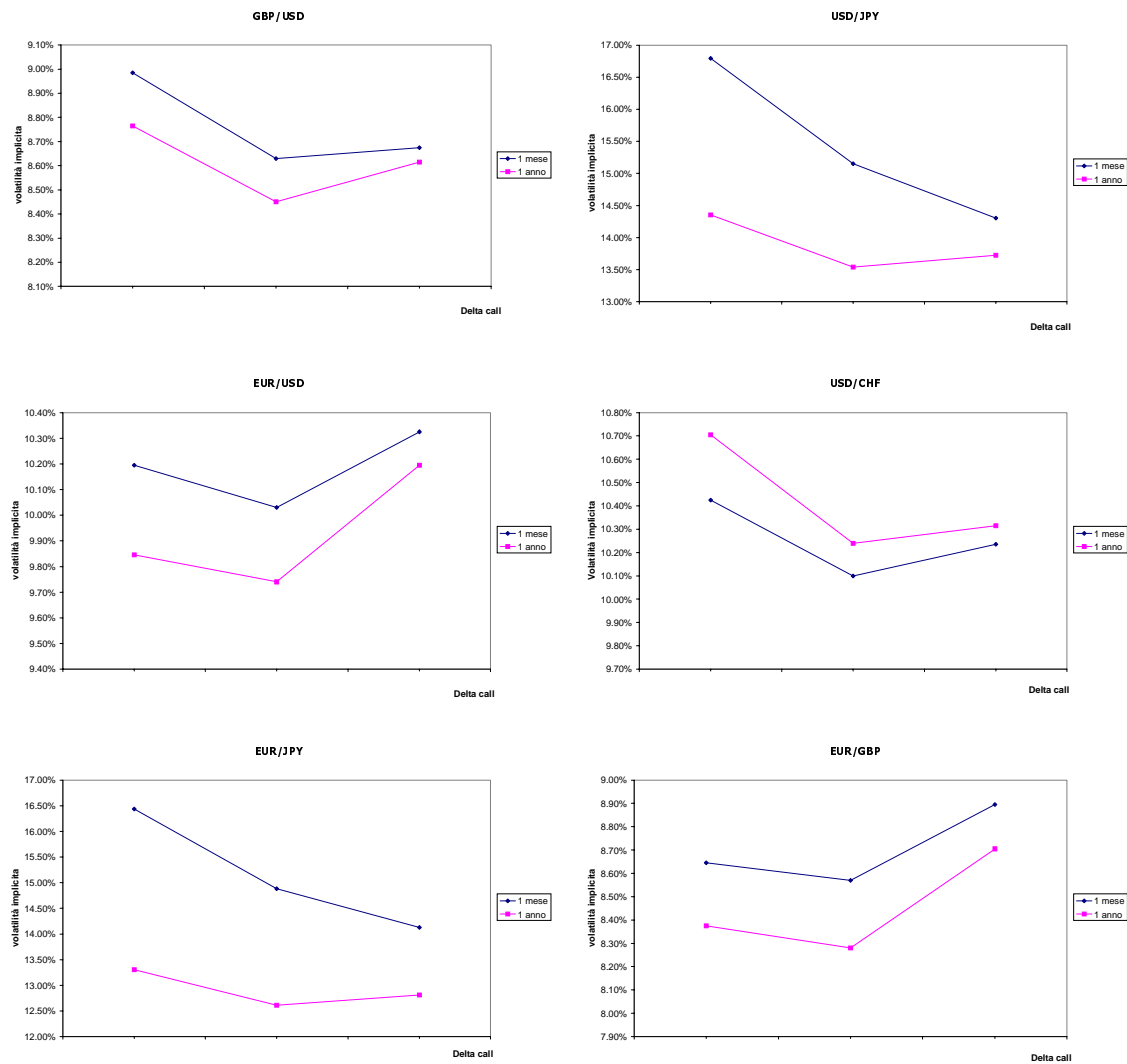 GBP/USD
9.10%
9.00%
8.90%
8.80%
8.70%
8.60%
8.50%
8.40%
8.30%
8.20%
8.10%
volatilità implicita
1 mese
1 anno
Delta call
USD/JPY
17.00%
16.50%
16.00%
15.50%
15.00%
14.50%
14.00%
13.50%
13.00%
volatilità implicita
1 mese
1 anno
Delta call
EUR/USD
10.40%
10.30%
10.20%
10.10%
10.00%
9.90%
9.80%
9.70%
9.60%
9.50%
9.40%
volatilità implicita
1 mese
1 anno
Delta call
USD/CHF
10.80%
10.70%
10.60%
10.50%
10.40%
10.30%
10.20%
10.10%
10.00%
9.90%
9.80%
9.70%
Volatilità implicita
1 mese
1 anno
Delta call
EUR/JPY
17.00%
16.50%
16.00%
15.50%
15.00%
14.50%
14.00%
13.50%
13.00%
12.50%
12.00%
volatilità implicita
1 mese
1 anno
Delta call
EUR/GBP
9.00%
8.90%
8.80%
8.70%
8.60%
8.50%
8.40%
8.30%
8.20%
8.10%
8.00%
7.90%
volatilità impliciti
1 mese
1 anno
Delta call